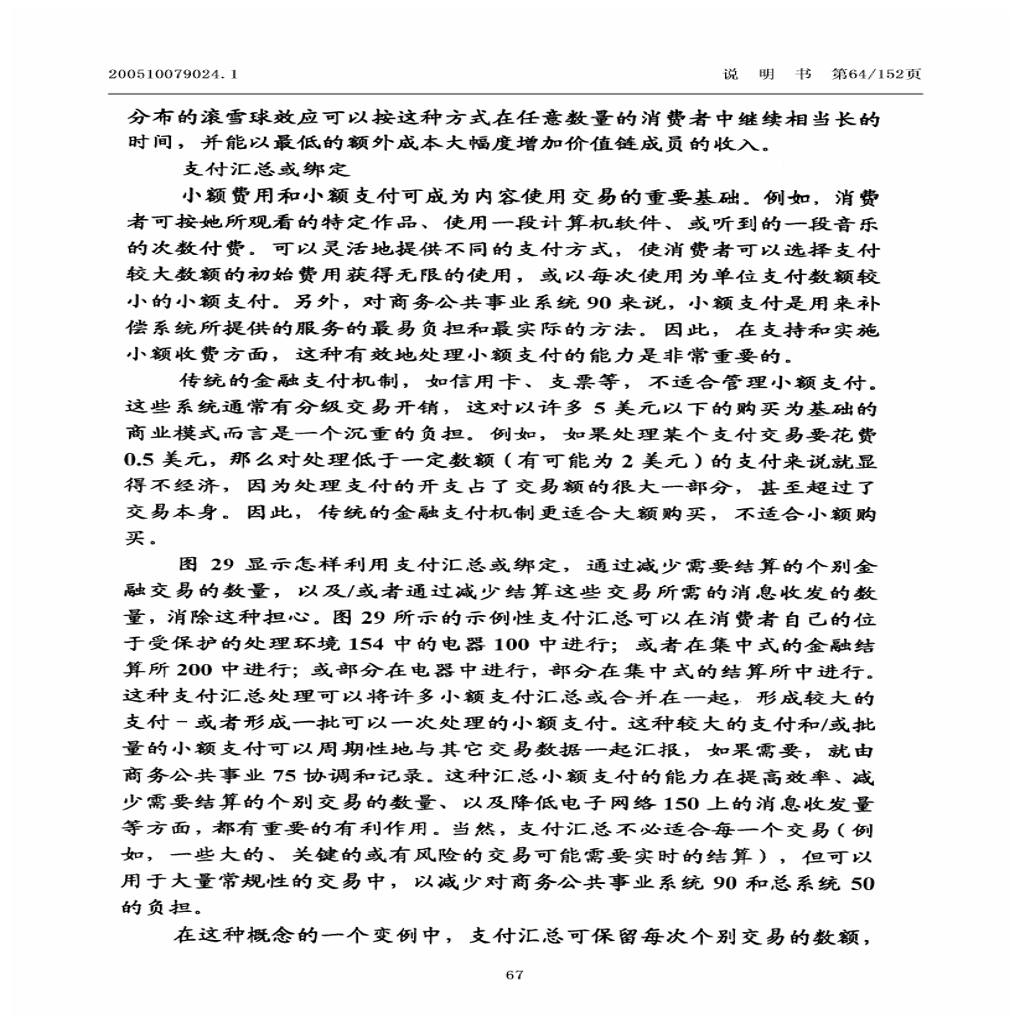 200510079024.1 说 明 书 第64/152页
分布的滚雪球效应可以按这种方式在任意数量的消费者中继续相当长的
时间，并能以最低的额外成本大幅度增加价值链成员的收入。
支付汇总或绑定
小额费用和小额支付可成为内容使用交易的重要基础。例如，消费
者可按她所观看的特定作品、使用一段计算机软件、或听到的一段音乐
的次数付费。可以灵活地提供不同的支付方式，使消费者可以选择支付
较大数额的初始费用获得无限的使用，或以每次使用为单位支付数额较
小的小额支付。另外，对商务公共事业系统 90 来说，小额支付是用来补
偿系统所提供的服务的最易负担和最实际的方法。因此，在支持和实施
小额收费方面，这种有效地处理小额支付的能力是非常重要的。
传统的金融支付机制，如信用卡、支票等，不适合管理小额支付。
这些系统通常有分级交易开销，这对以许多 5 美元以下的购买为基础的
商业模式而言是一个沉重的负担。例如，如果处理某个支付交易要花费
0.5 美元，那么对处理低于一定数额（有可能为 2 美元）的支付来说就显
得不经济，因为处理支付的开支占了交易额的很大一部分，甚至超过了
交易本身。因此，传统的金融支付机制更适合大额购买，不适合小额购
买。
图 29 显示怎样利用支付汇总或绑定，通过减少需要结算的个别金
融交易的数量，以及/或者通过减少结算这些交易所需的消息收发的数
量，消除这种担心。图 29 所示的示例性支付汇总可以在消费者自己的位
于受保护的处理环境 154 中的电器 100 中进行；或者在集中式的金融结
算所 200 中进行；或部分在电器中进行，部分在集中式的结算所中进行。
这种支付汇总处理可以将许多小额支付汇总或合并在一起，形成较大的
支付－或者形成一批可以一次处理的小额支付。这种较大的支付和/或批
量的小额支付可以周期性地与其它交易数据一起汇报，如果需要，就由
商务公共事业 75 协调和记录。这种汇总小额支付的能力在提高效率、减
少需要结算的个别交易的数量、以及降低电子网络 150 上的消息收发量
等方面，都有重要的有利作用。当然，支付汇总不必适合每一个交易（例
如，一些大的、关键的或有风险的交易可能需要实时的结算），但可以
用于大量常规性的交易中，以减少对商务公共事业系统 90 和总系统 50
的负担。
在这种概念的一个变例中，支付汇总可保留每次个别交易的数额，
67